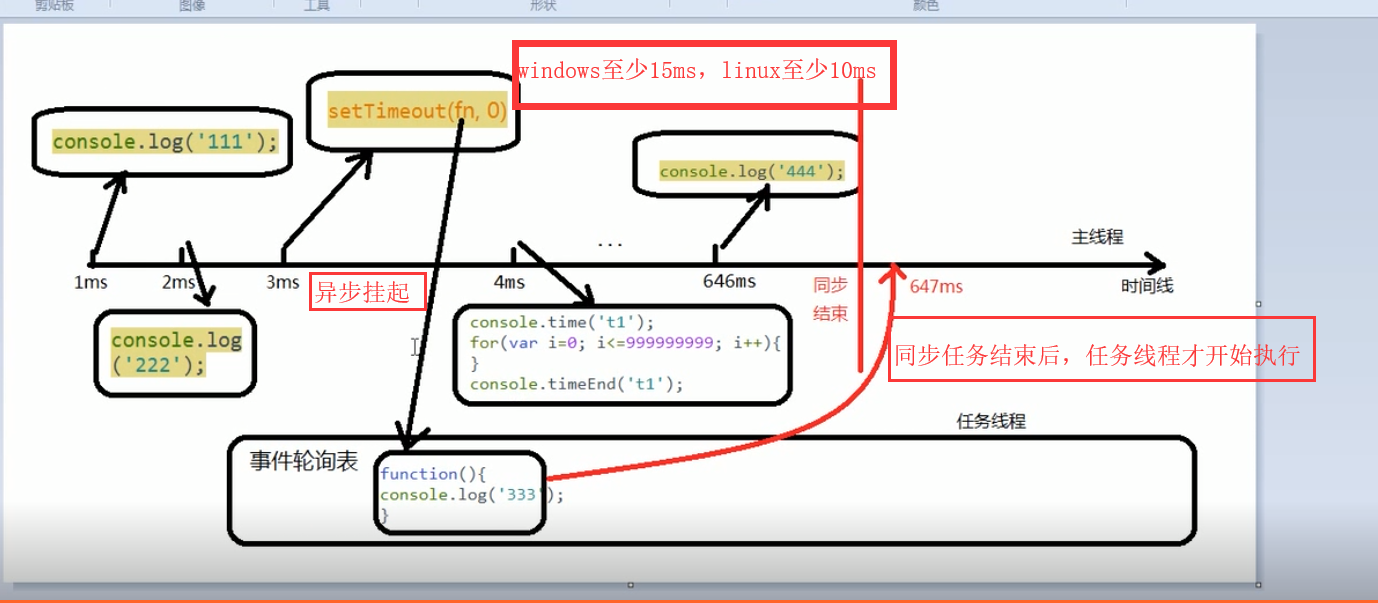 剪贴板
图像
工具
形状
颜色
windows至少15ms，linux至少10ms
setTimeout(fn, 0)
console.log('111');
console.log('444');
...
主线程
1ms
2ms
3ms
4ms
646ms
同步
结束
647ms
时间线
异步挂起
console.log
('222');
console.time('t1');
for(var i=0; i<=999999999; i++){
}
console.timeEnd('t1');
同步任务结束后，任务线程才开始执行
任务线程
事件轮询表
function(){
console.log('333');
}